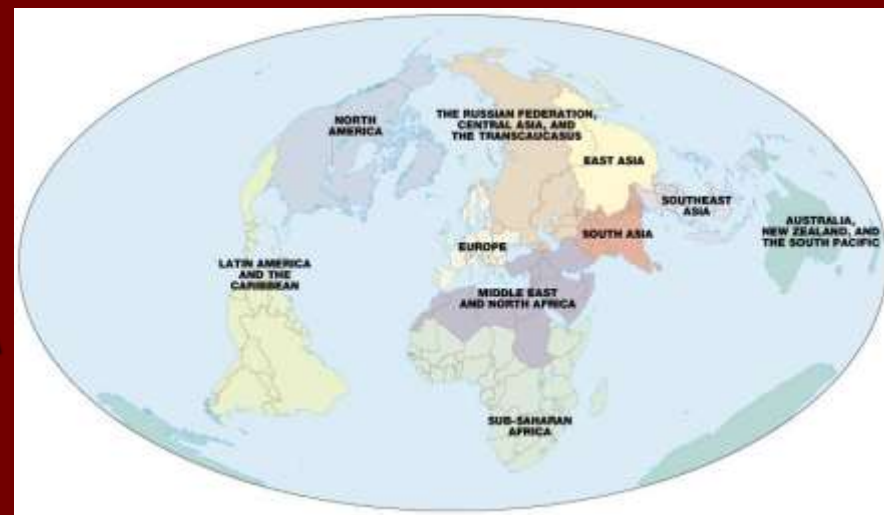 NORTH
AMERICA
THE RUSSIAN FEDERATION,
CENTRAL ASIA, AND
THE TRANSCAUCASUS
EAST ASIA
SOUTHEAST
ASIA
AUSTRALIA,
NEW ZEALAND, AND
THE SOUTH PACIFIC
SOUTH ASIA
EUROPE
LATIN AMERICA
AND THE
CARIBBEAN
MIDDLE EAST
AND NORTH AFRICA
SUB-SAHARAN
AFRICA